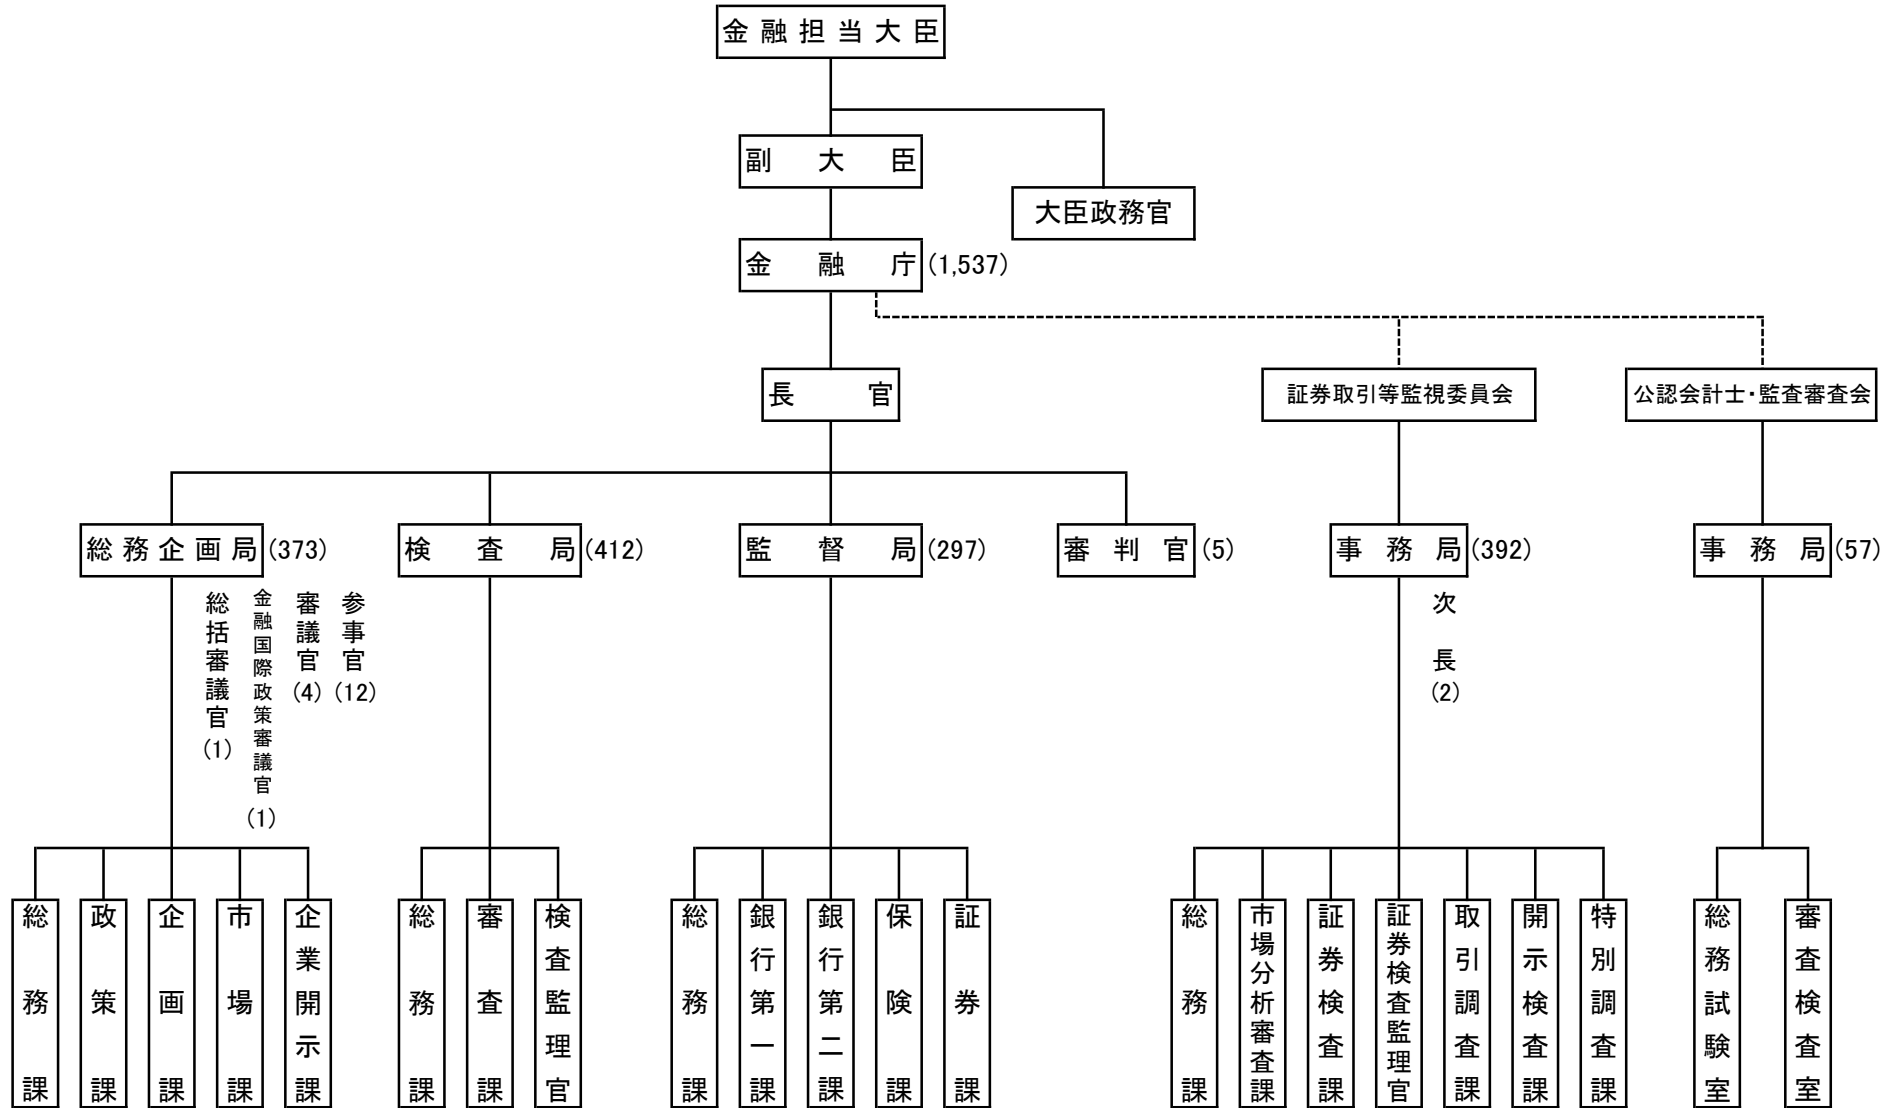 金融担当大臣
副大臣
大臣政務官
金融庁(1,537)
長官
証券取引等監視委員会
公認会計士・監査審査会
総務企画局(373)
検査局(412)
監督局(297)
審判官(5)
事務局(392)
事務局(57)
総括審議官(1)
金融国際政策審議官(1)
審議官(4)
参事官(12)
次長(2)
総務課
政策課
企画課
市場課
企業開示課
総務課
審査課
検査監理官
総務課
銀行第一課
銀行第二課
保険課
証券課
総務課
市場分析審査課
証券検査課
証券検査監理官
取引調査課
開示検査課
特別調査課
総務試験室
審査検査室